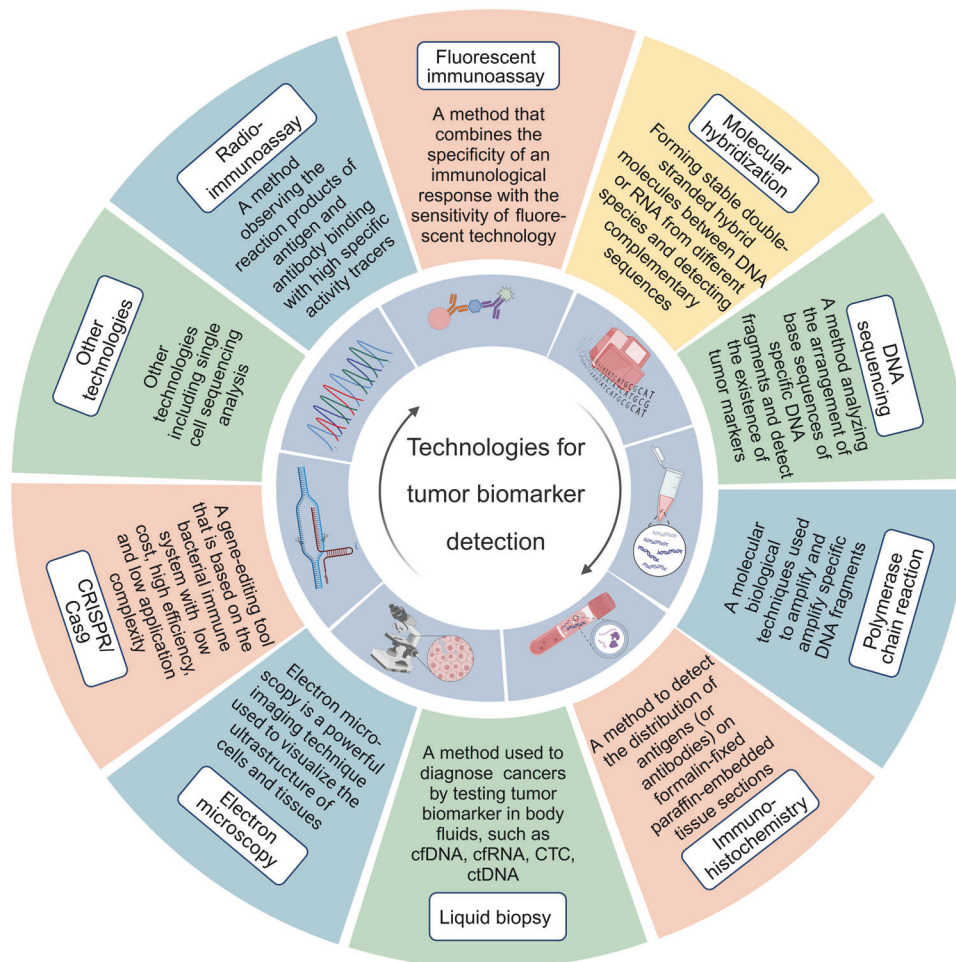 Fluorescent
immunoassay
A method that
combines the
specificity of an
immunological
response with the
sensitivity of fluore-
scent technology
Molecular
hybridization
Forming stable double-
stranded hybrid
molecules between DNA
or RNA from different
species and detecting
complementary
sequences
DNA
sequencing
A method analyzing
the arrangement of
base sequences of
specific DNA
fragments and detect
the existence of
tumor markers
Polymerase
chain reaction
A molecular
biological
techniques used
to amplify and
amplify specific
DNA fragments
A method to detect
the distribution of
antigens (or
antibodies) on
formalin-fixed
paraffin-embedded
tissue sections
Immuno-
histochemistry
A method used to
diagnose cancers
by testing tumor
biomarker in body
fluids, such as
cfDNA, cfRNA, CTC,
ctDNA
Liquid biopsy
Electron micro-
scopy is a powerful
imaging technique
used to visualize the
ultrastructure of
cells and tissues
Electron
microscopy
CRISPR/
Cas9
A gene-editing tool
that is based on the
bacterial immune
system with low
cost, high efficiency,
and low application
complexity
Other
technologies
Other
technologies
including single
cell sequencing
analysis
Radio-
immunoassay
A method
observing the
reaction products of
antigen and
antibody binding
with high specific
activity tracers
Technologies for
tumor biomarker
detection